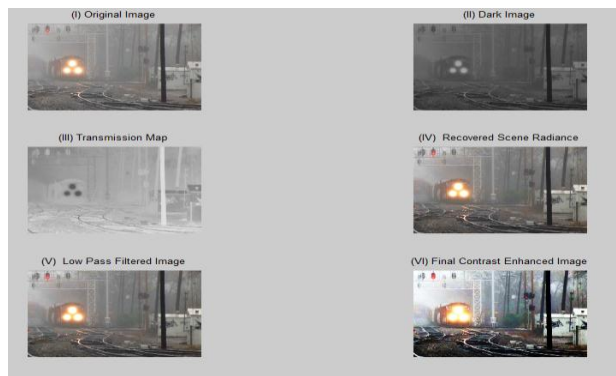 (I) Original Image
(II) Dark Image
(III) Transmission Map
(IV) Recovered Scene Radiance
(V) Low Pass Filtered Image
(VI) Final Contrast Enhanced Image